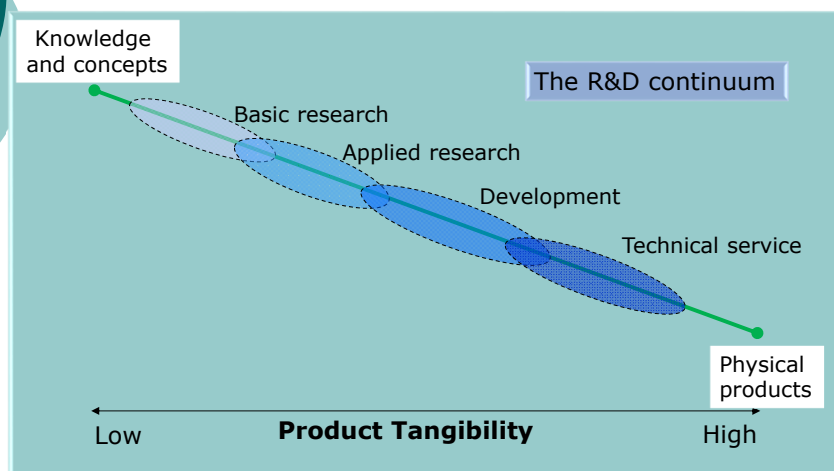 Knowledge
and concepts
The R&D continuum
Basic research
Applied research
Development
Technical service
Physical
products
Low
Product Tangibility
High